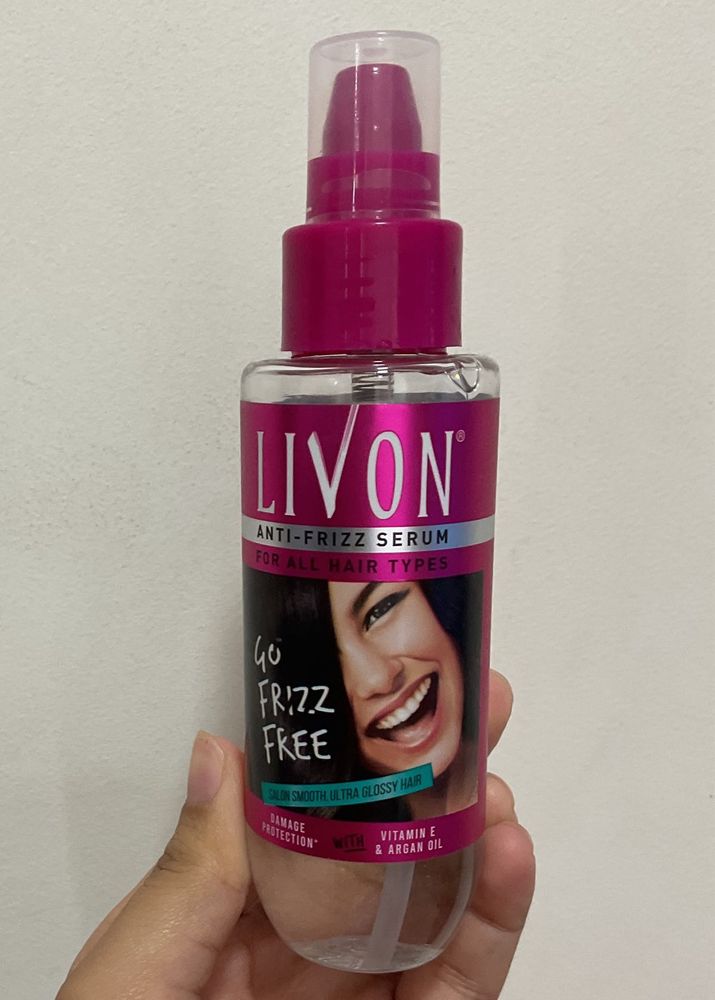 LIVON®
ANTI-FRIZZ SERUM
FOR ALL HAIR TYPES
GO
FRIZZ
FREE
SALON SMOOTH, ULTRA GLOSSY HAIR
DAMAGE
PROTECTION*
WITH
VITAMIN E
& ARGAN OIL